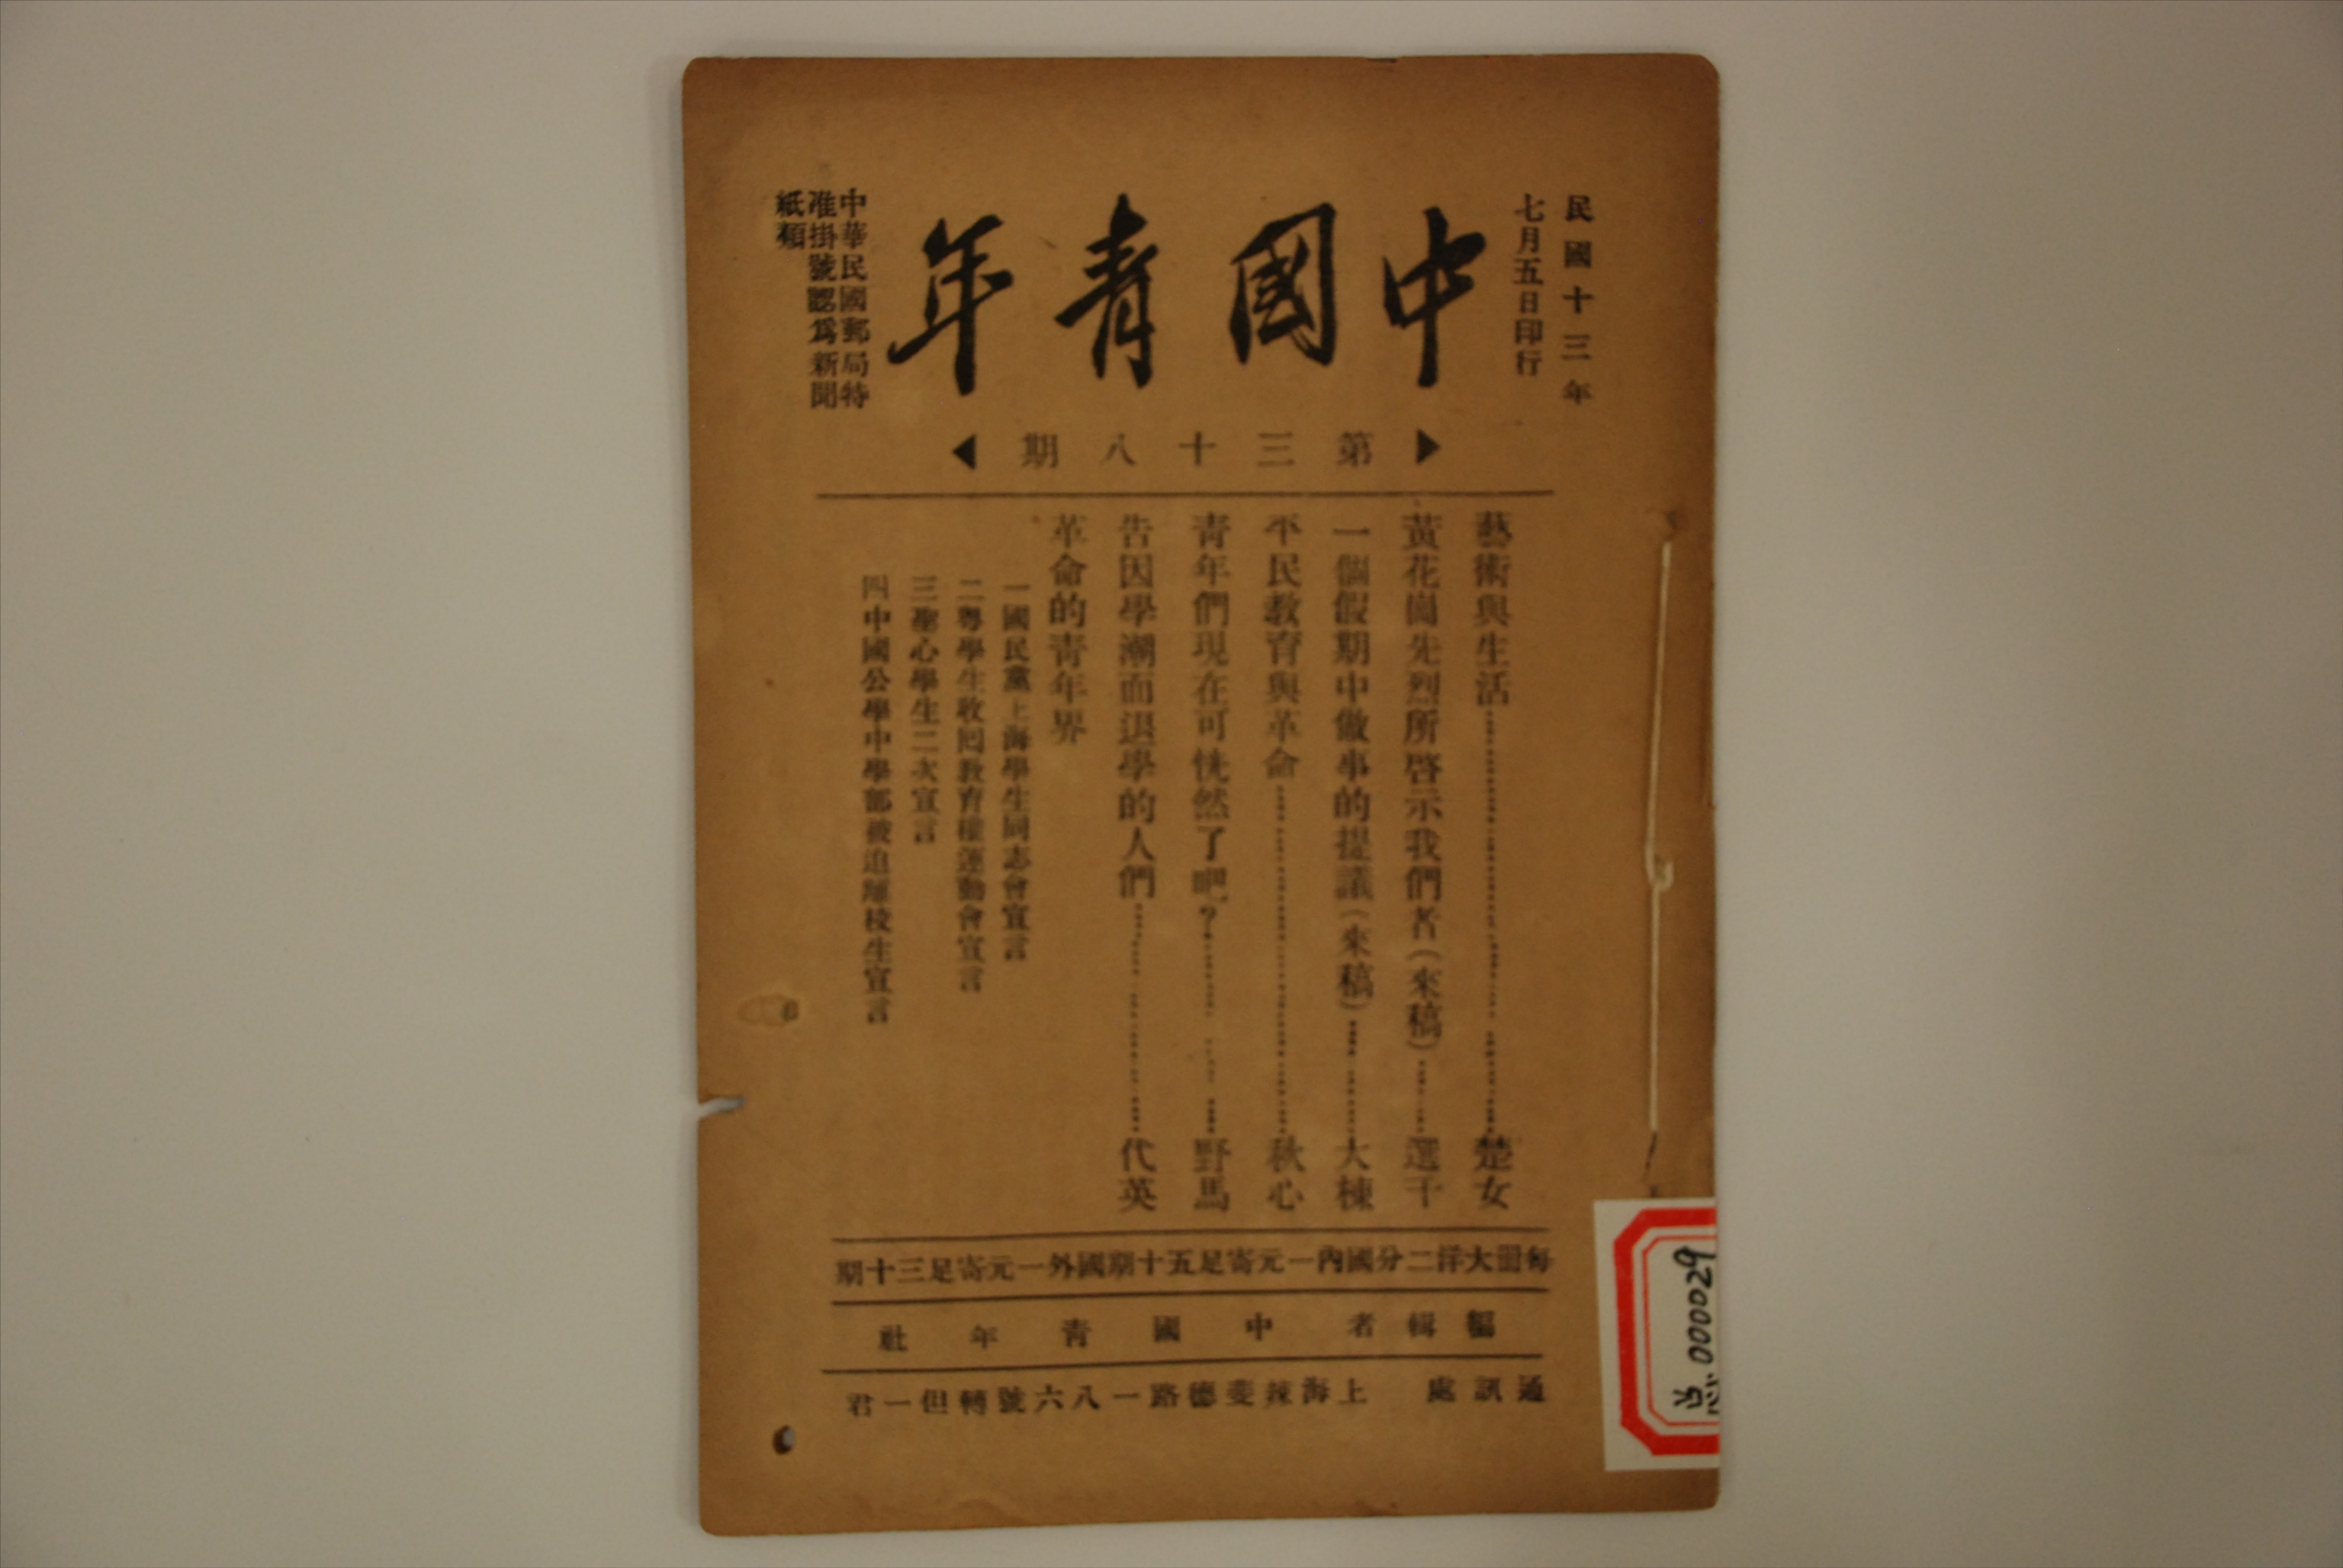 民國十三年
七月五日印行
中國青年
第三十八期
中華民國郵局特
准掛號認爲新聞
紙類
藝術與生活 楚女
黃花崗先烈所啓示我們者(來稿) 選干
一個假期中做事的提議(來稿) 大棟
平民教育與革命 秋心
青年們現在可恍然了吧? 野馬
告因學潮而退學的人們 代英
革命的青年界
一國民黨上海學生同志會宣言
二粵學生收囘教育權運動會宣言
三聖心學生二次宣言
四中國公學中學部被迫離校生宣言
每冊大洋二分國內一元寄足五十期國外一元寄足三十期
編輯者 中國青年社
通訊處 上海辣斐德路一八六號轉但一君
000029